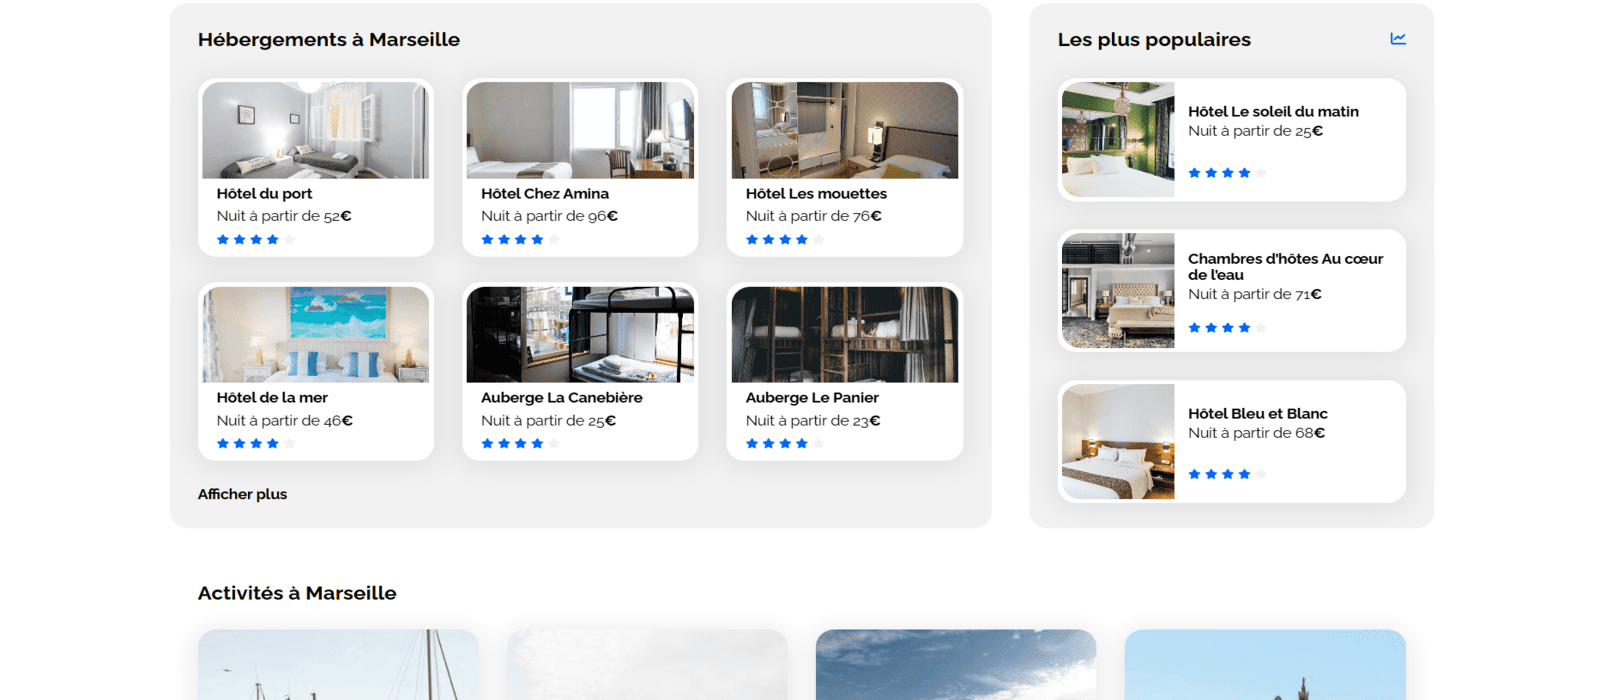 Hébergements à Marseille
Hôtel du port
Nuit à partir de 52€
Hôtel Chez Amina
Nuit à partir de 96€
Hôtel Les mouettes
Nuit à partir de 76€
Hôtel de la mer
Nuit à partir de 46€
Auberge La Canebière
Nuit à partir de 25€
Auberge Le Panier
Nuit à partir de 23€
Afficher plus
Les plus populaires
Hôtel Le soleil du matin
Nuit à partir de 25€
Chambres d'hôtes Au cœur
de l'eau
Nuit à partir de 71€
Hôtel Bleu et Blanc
Nuit à partir de 68€
Activités à Marseille